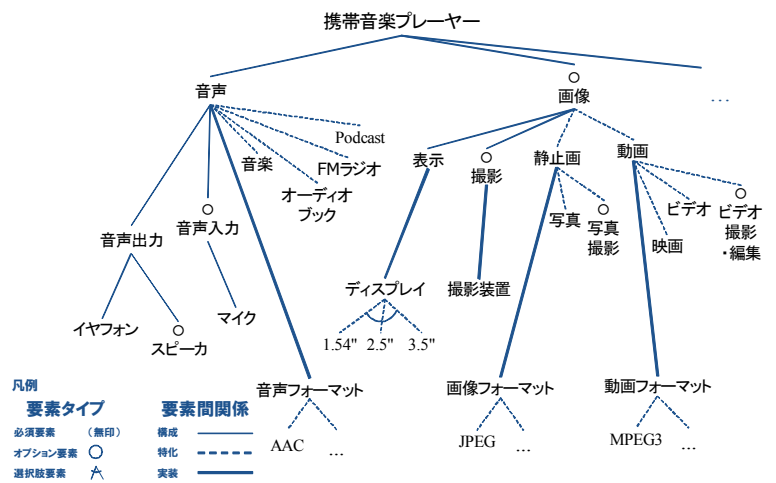 携帯音楽プレーヤー
音声
画像
…
Podcast
FMラジオ
音楽
オーディオ
ブック
表示
撮影
静止画
動画
音声出力
音声入力
写真
写真
撮影
映画
ビデオ
ビデオ
撮影
・編集
イヤフォン
スピーカ
マイク
ディスプレイ
撮影装置
1.54"
2.5"
3.5"
音声フォーマット
画像フォーマット
動画フォーマット
AAC
…
JPEG
…
MPEG3
…
凡例
要素タイプ
必須要素 (無印)
オプション要素
選択肢要素
要素間関係
構成
特化
実装